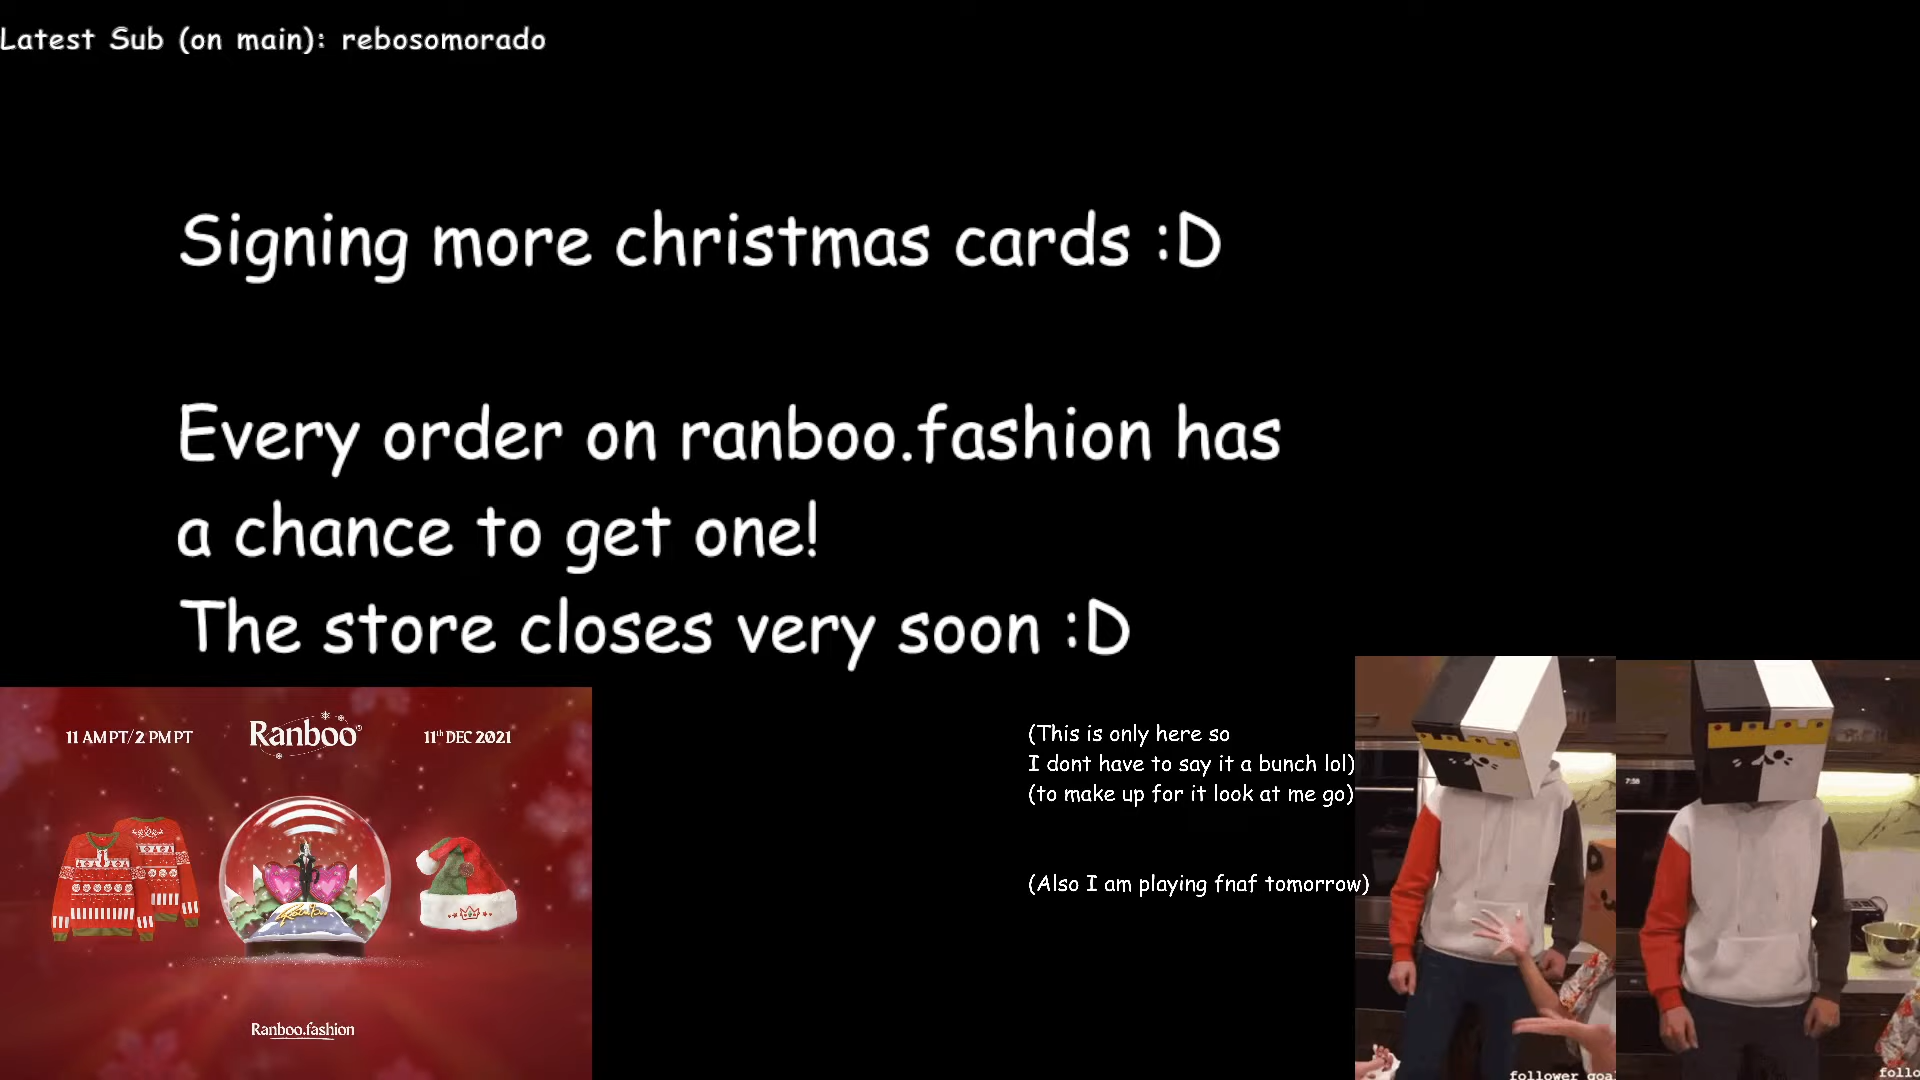 Latest Sub (on main): rebosomorado
Signing more christmas cards :D
Every order on ranboo.fashion has
a chance to get one!
The store closes very soon :D
11 AM PT/2 PM PT
Ranboo
11th DEC 2021
Ranboo.fashion
(This is only here so
I dont have to say it a bunch lol)
(to make up for it look at me go)
(Also I am playing fnaf tomorrow)
follower goa
follo